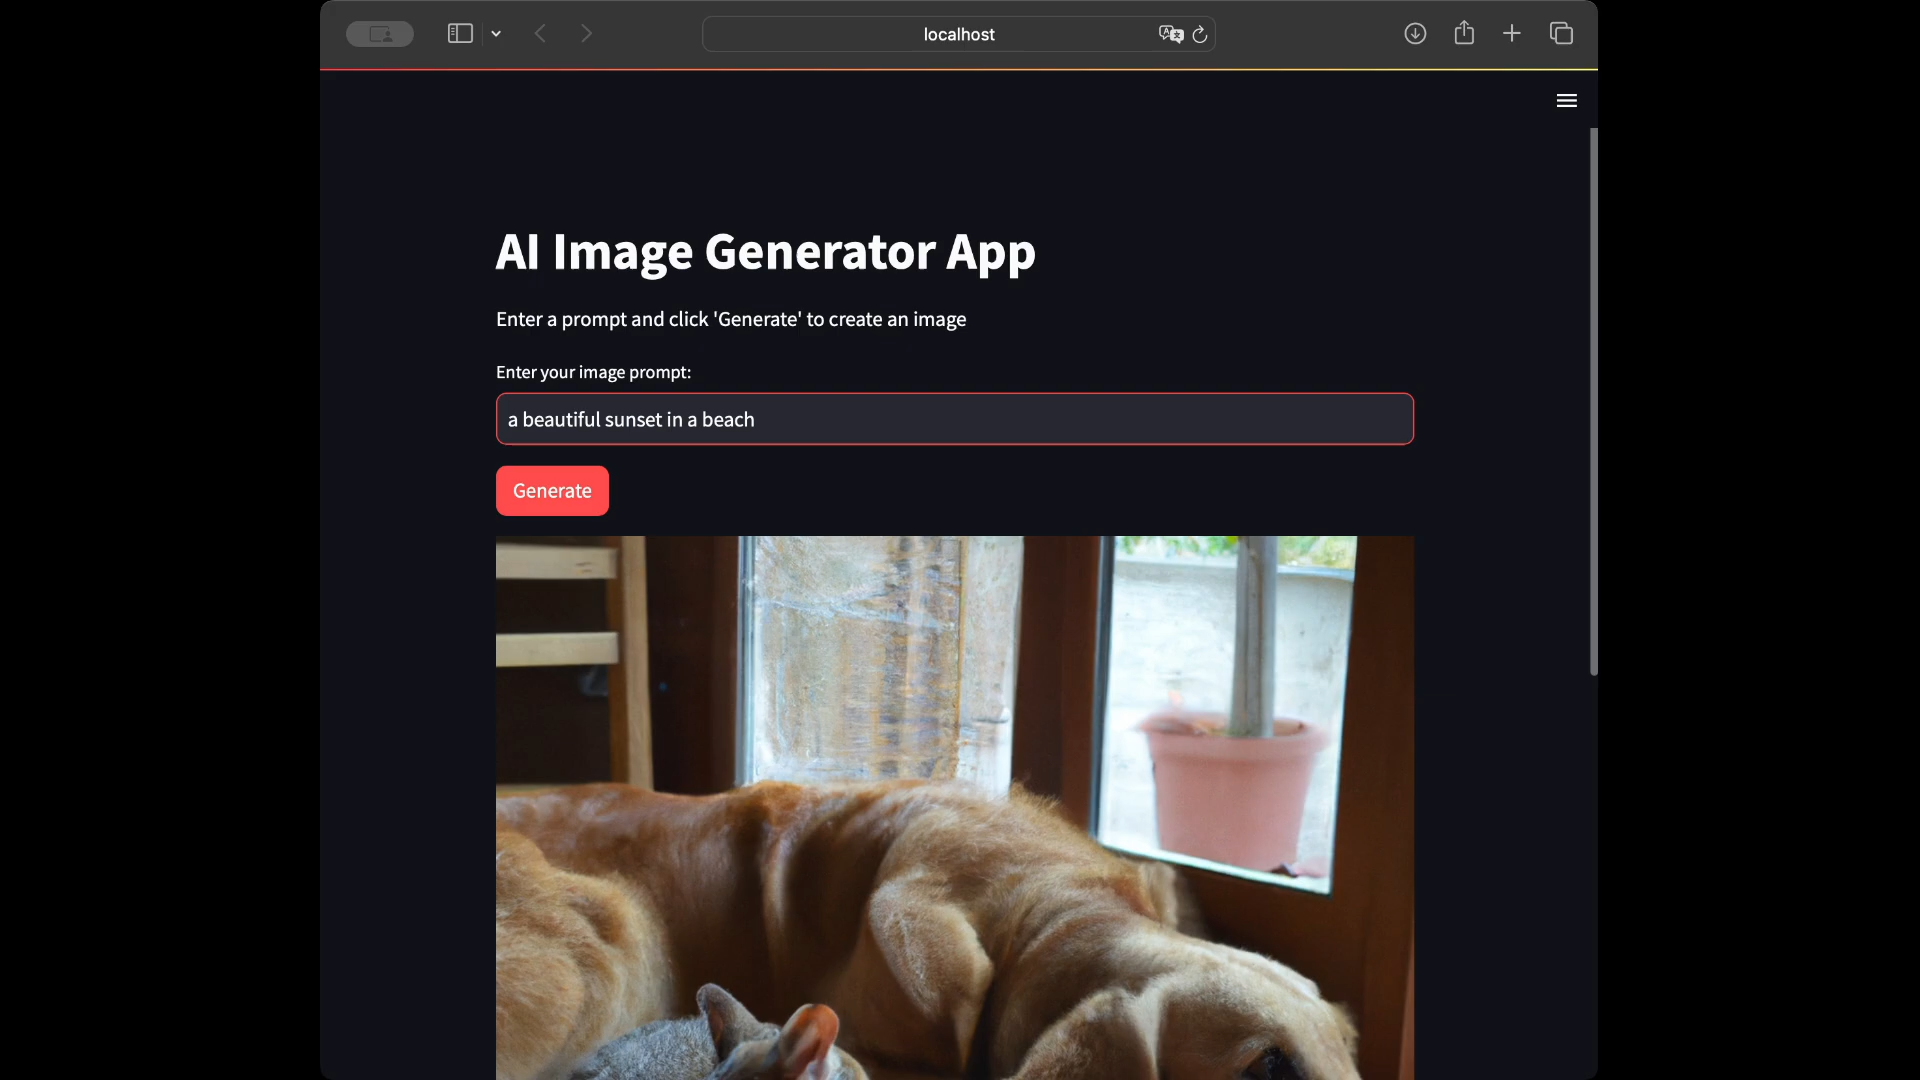 localhost
AI Image Generator App
Enter a prompt and click 'Generate' to create an image
Enter your image prompt:
a beautiful sunset in a beach
Generate